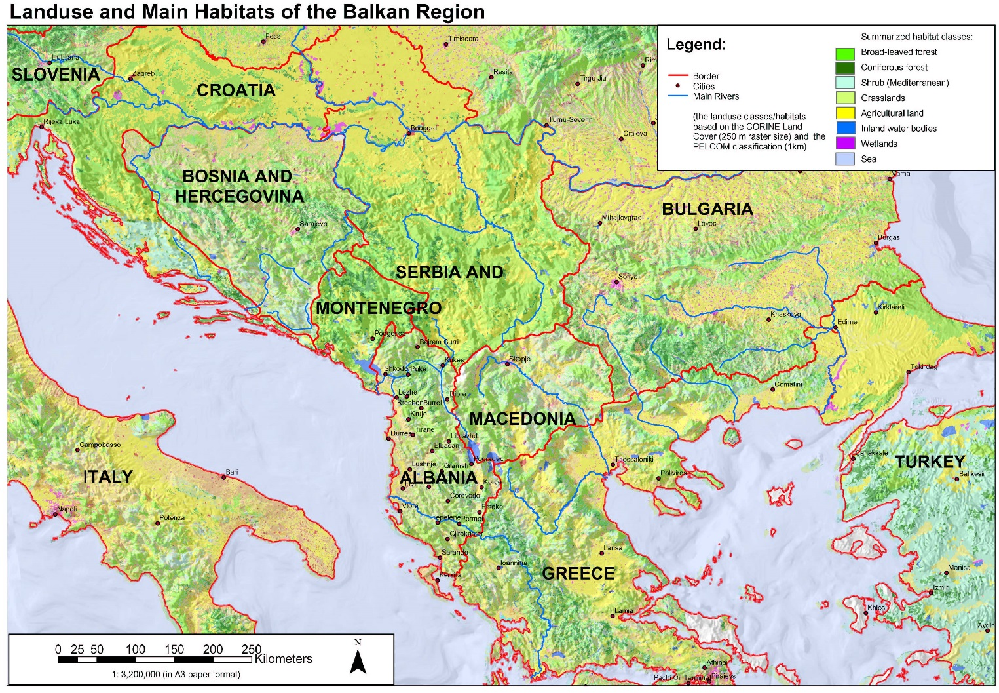 Landuse and Main Habitats of the Balkan Region
Legend:
Border
Cities
Main Rivers
(the landuse classes/habitats
based on the CORINE Land
Cover (250 m raster size) and the
PELCOM classification (1km)
Summarized habitat classes:
Broad-leaved forest
Coniferous forest
Shrub (Mediterranean)
Grasslands
Agricultural land
Inland water bodies
Wetlands
Sea
Pecs
Timisoara
Ljubljana
SLOVENIA
Zagreb
CROATIA
Resita
Tirgu Jiu
Rim
Rijeka Luka
Beograd
Turnu-Severin
Craiova
BOSNIA AND
HERCEGOVINA
Varna
BULGARIA
Mihajlovgrad
Lovec
Sarajevo
Burgas
SERBIA AND
Sofiya
MONTENEGRO
Kirklareli
Khaskovo
Edirne
Podgorica
Bajram Curri
Skopje
Kukes
Shkoder
Puke
Tekirdag
Comatini
Lezhe
Dibre
Rreshen
Burrel
Kruje
MACEDONIA
Durres
Tirane
Librazhd
Elbasan
Campobasso
Canakkale
TURKEY
Pogradec
Thessaloniki
Lushnje
Gramsh
Poliviros
Balikesir
ITALY
Bari
ALBANIA
Korce
Corovode
Napoli
Vlore
Erseke
Potenza
Tepelene
Permet
Gjirokaster
Sarande
Larisa
Ioannina
Kerkira
GREECE
Manisa
Izmir
Lamia
Khios
Aydin
Athinai
Pachi Oil Terminal
Piraievs
0 25 50 100 150 200 250
Kilometers
1: 3,200,000 (in A3 paper format)
N